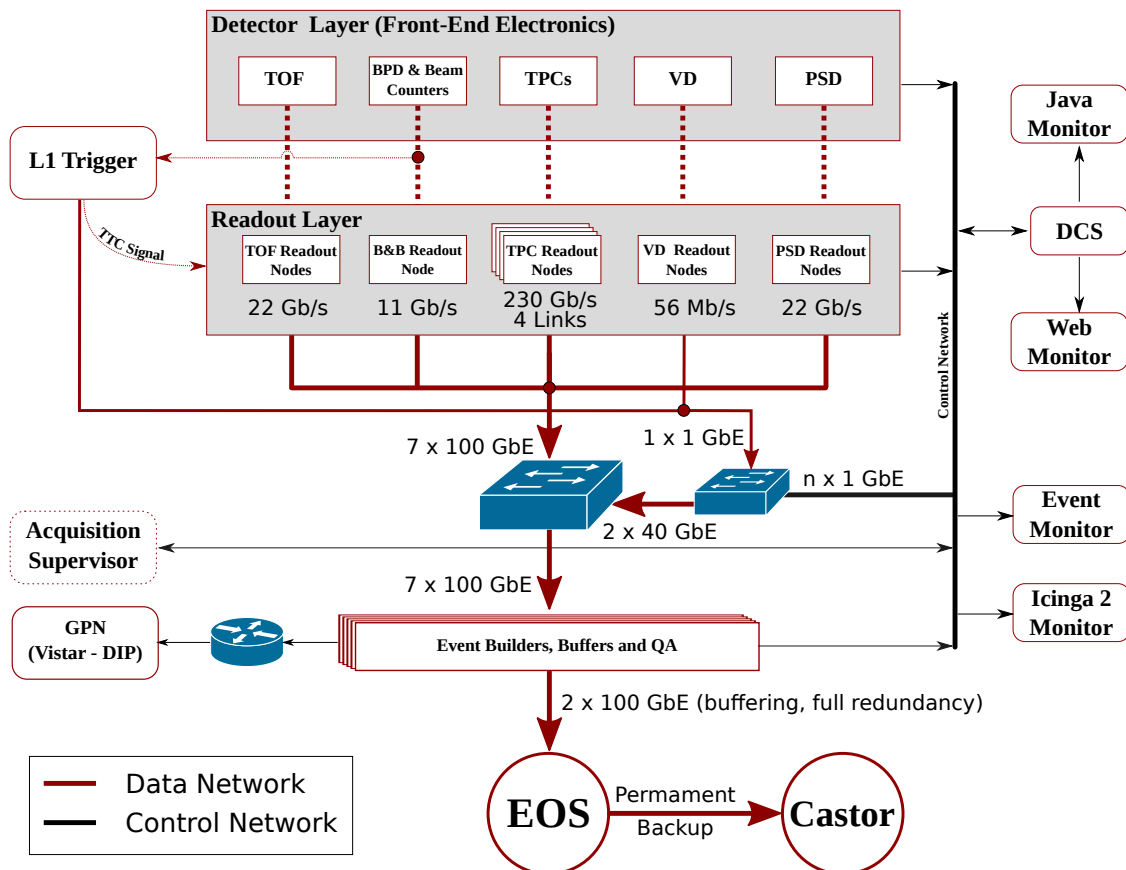 Detector Layer (Front-End Electronics)
TOF
BPD & Beam
Counters
TPCs
VD
PSD
L1 Trigger
TTC Signal
Readout Layer
TOF Readout
Nodes
B&B Readout
Node
TPC Readout
Nodes
VD Readout
Nodes
PSD Readout
Nodes
22 Gb/s
11 Gb/s
230 Gb/s
4 Links
56 Mb/s
22 Gb/s
Control Network
Java
Monitor
DCS
Web
Monitor
7 x 100 GbE
1 x 1 GbE
n x 1 GbE
2 x 40 GbE
Event
Monitor
Acquisition
Supervisor
7 x 100 GbE
Icinga 2
Monitor
GPN
(Vistar - DIP)
Event Builders, Buffers and QA
2 x 100 GbE (buffering, full redundancy)
Data Network
Control Network
EOS
Permament
Backup
Castor